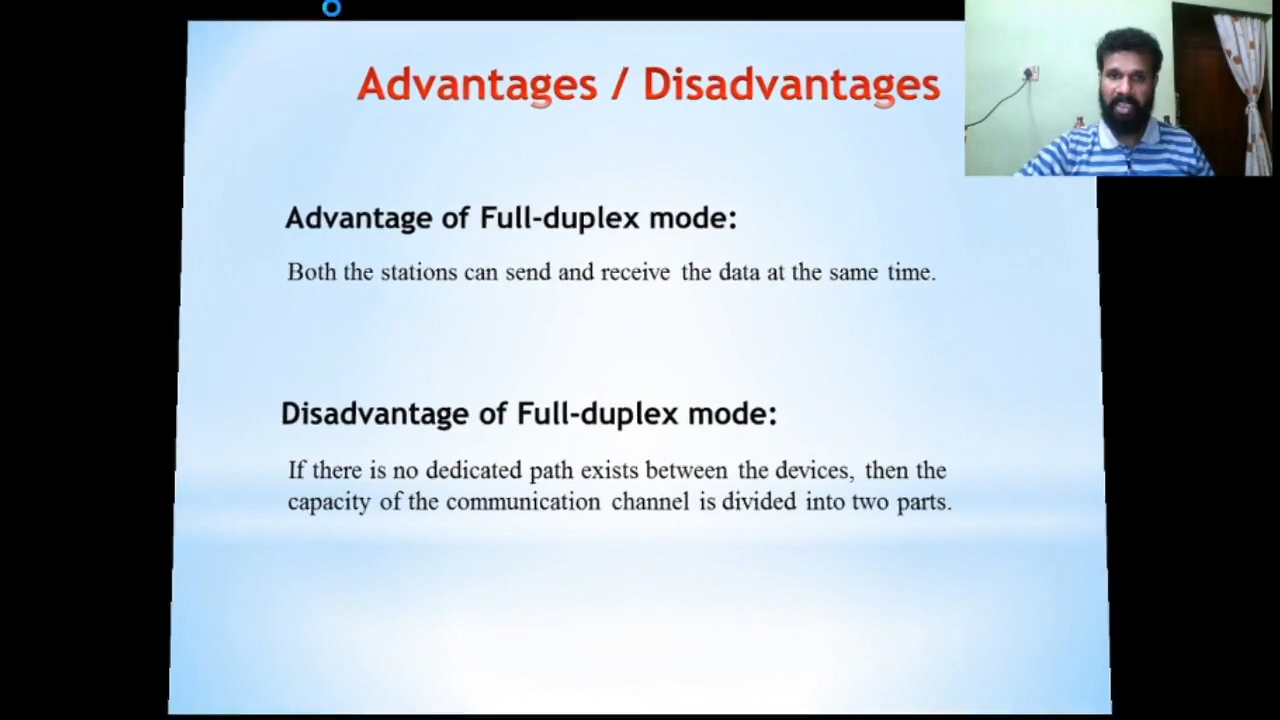 Advantages / Disadvantages
Advantage of Full-duplex mode:
Both the stations can send and receive the data at the same time.
Disadvantage of Full-duplex mode:
If there is no dedicated path exists between the devices, then the
capacity of the communication channel is divided into two parts.